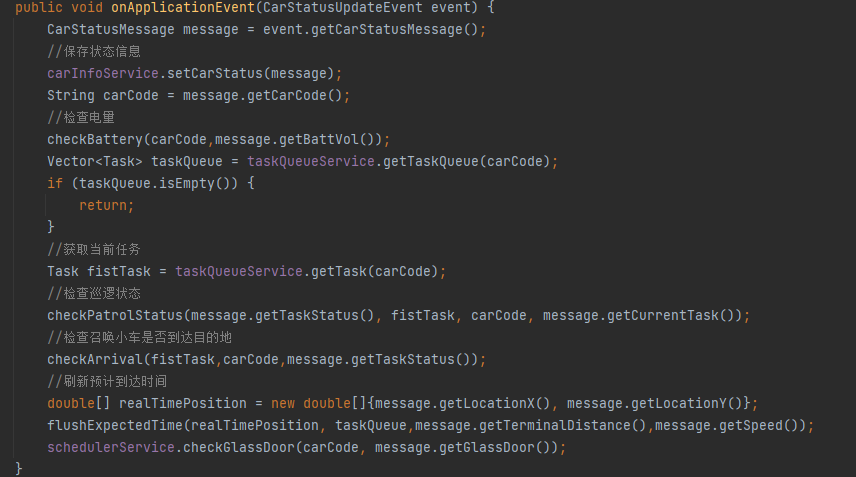 public void onApplicationEvent(CarStatusUpdateEvent event) {
CarStatusMessage message = event.getCarStatusMessage();
//保存状态信息
carInfoService.setCarStatus(message);
String carCode = message.getCarCode();
//检查电量
checkBattery(carCode,message.getBattVol());
Vector<Task> taskQueue = taskQueueService.getTaskQueue(carCode);
if (taskQueue.isEmpty()) {
return;
}
//获取当前任务
Task fistTask = taskQueueService.getTask(carCode);
//检查巡逻状态
checkPatrolStatus(message.getTaskStatus(), fistTask, carCode, message.getCurrentTask());
//检查召唤小车是否到达目的地
checkArrival(fistTask,carCode,message.getTaskStatus());
//刷新预计到达时间
double[] realTimePosition = new double[]{message.getLocationX(), message.getLocationY()};
flushExpectedTime(realTimePosition, taskQueue,message.getTerminalDistance(),message.getSpeed());
schedulerService.checkGlassDoor(carCode, message.getGlassDoor());
}